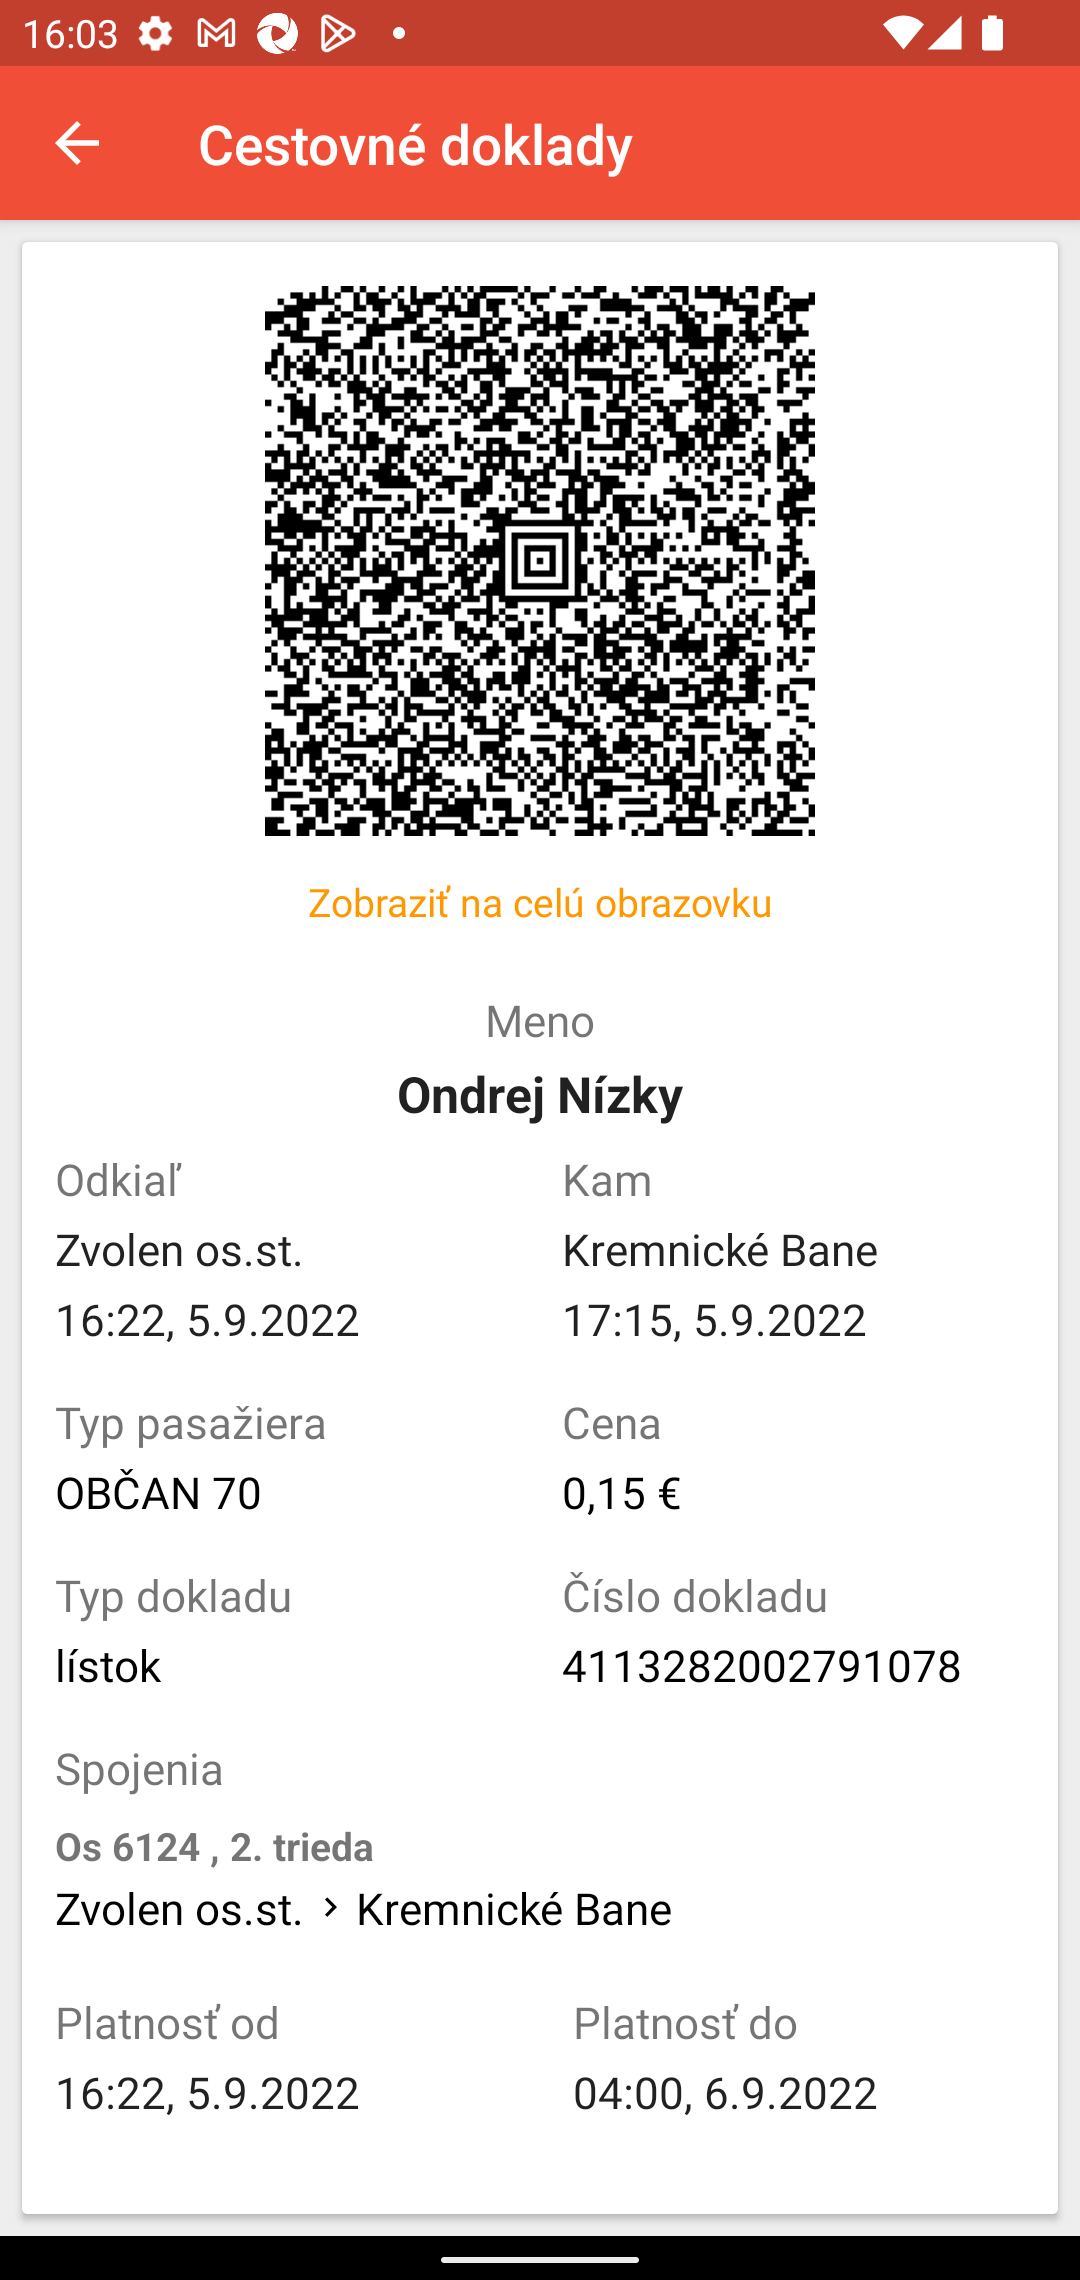 16:03
Cestovné doklady
Zobraziť na celú obrazovku
Meno
Ondrej Nízky
Odkiaľ
Kam
Zvolen os.st.
Kremnické Bane
16:22, 5.9.2022
17:15, 5.9.2022
Typ pasažiera
Cena
OBČAN 70
0,15 €
Typ dokladu
Číslo dokladu
lístok
4113282002791078
Spojenia
Os 6124 , 2. trieda
Zvolen os.st. > Kremnické Bane
Platnosť od
Platnosť do
16:22, 5.9.2022
04:00, 6.9.2022